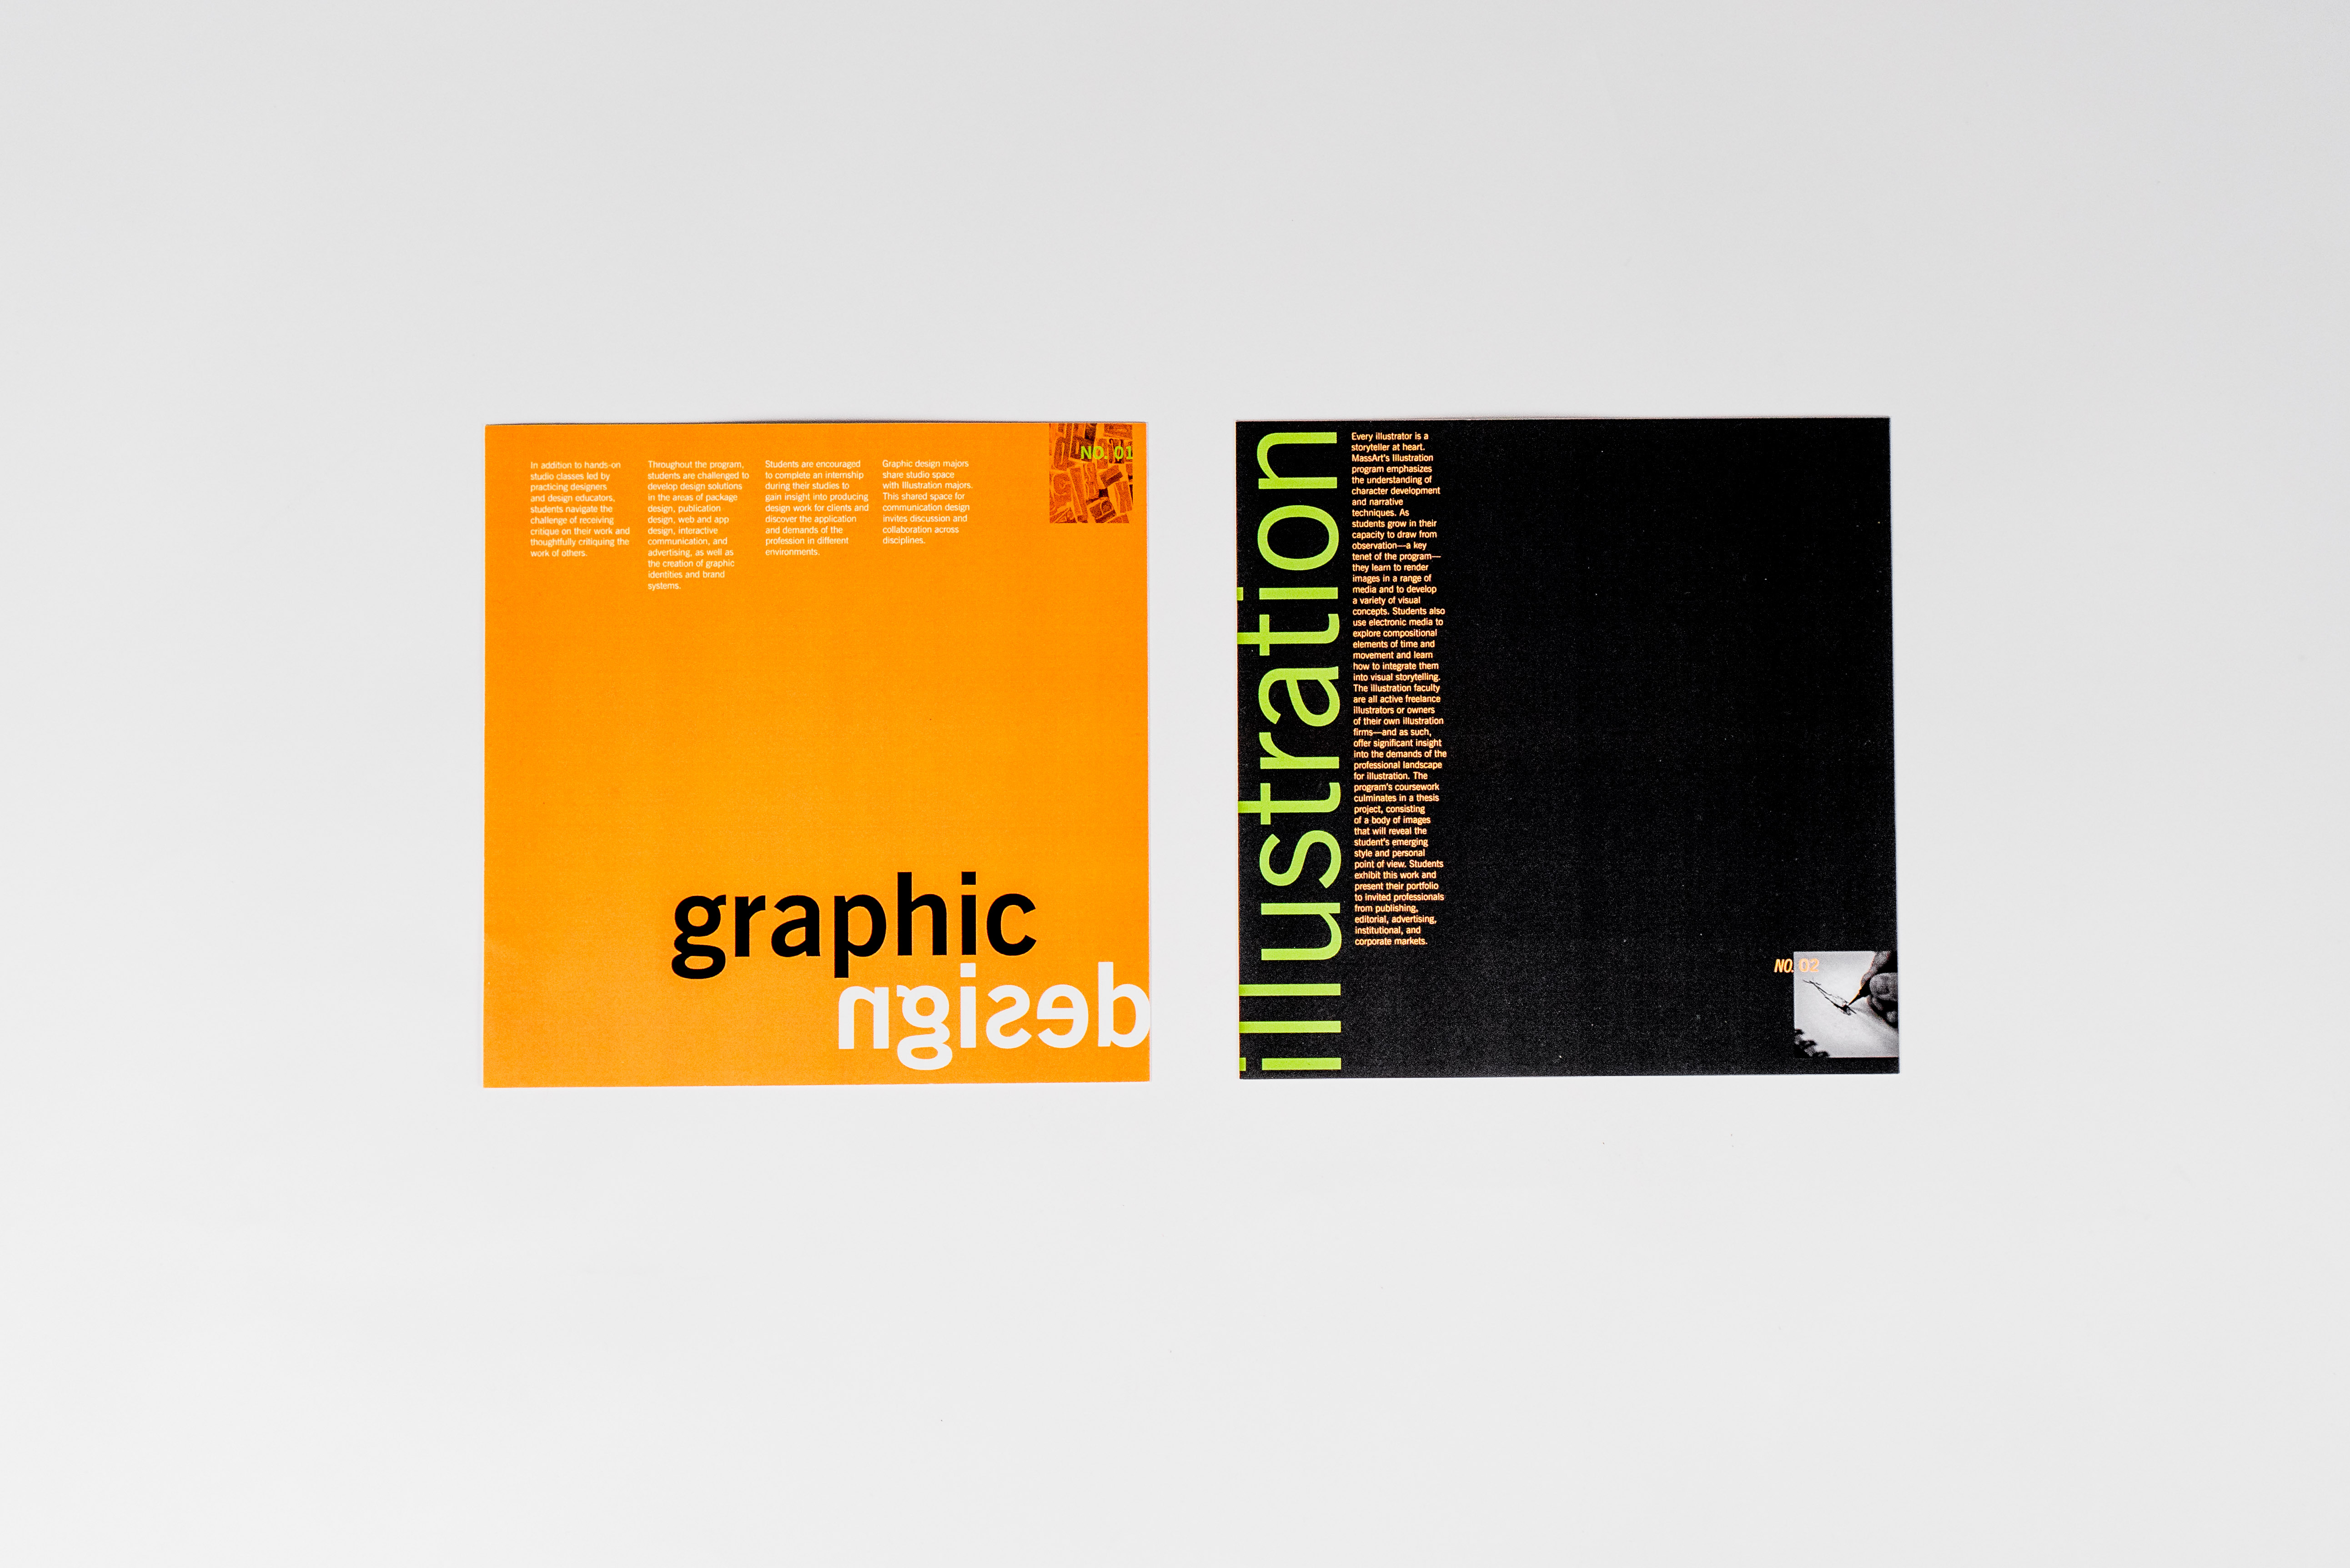 In addition to hands-on
studio classes led by
practicing designers
and design educators,
students navigate the
challenge of receiving
critique on their work and
thoughtfully critiquing the
work of others.
Throughout the program,
students are challenged to
develop design solutions
in the areas of package
design, publication
design, web and app
design, interactive
communication, and
advertising, as well as
the creation of graphic
identities and brand
systems.
Students are encouraged
to complete an internship
during their studies to
gain insight into producing
design work for clients and
discover the application
and demands of the
profession in different
environments.
Graphic design majors
share studio space
with Illustration majors.
This shared space for
communication design
invites discussion and
collaboration across
disciplines.
NO. 01
graphic
design
illustration
Every illustrator is a
storyteller at heart.
MassArt's Illustration
program emphasizes
the understanding of
character development
and narrative
techniques. As
students grow in their
capacity to draw from
observation—a key
tenet of the program—
they learn to render
images in a range of
media and to develop
a variety of visual
concepts. Students also
use electronic media to
explore compositional
elements of time and
movement and learn
how to integrate them
into visual storytelling.
The illustration faculty
are all active freelance
illustrators or owners
of their own illustration
firms—and as such,
offer significant insight
into the demands of the
professional landscape
for illustration. The
program's coursework
culminates in a thesis
project, consisting
of a body of images
that will reveal the
student's emerging
style and personal
point of view. Students
exhibit this work and
present their portfolio
to invited professionals
from publishing,
editorial, advertising,
institutional, and
corporate markets.
NO. 02